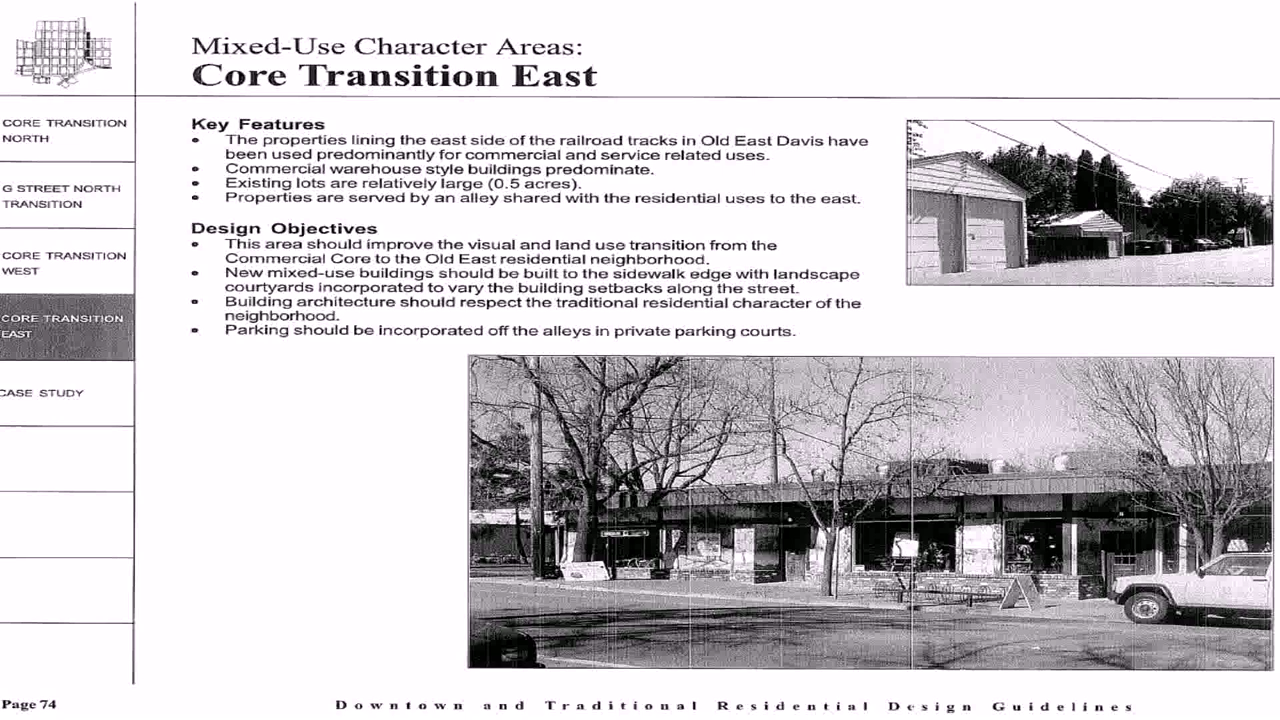 Mixed-Use Character Areas:
Core Transition East
CORE TRANSITION
NORTH
G STREET NORTH
TRANSITION
CORE TRANSITION
WEST
CORE TRANSITION
EAST
CASE STUDY
Key Features
• The properties lining the east side of the railroad tracks in Old East Davis have
been used predominantly for commercial and service related uses.
• Commercial warehouse style buildings predominate.
• Existing lots are relatively large (0.5 acres).
• Properties are served by an alley shared with the residential uses to the east.
Design Objectives
• This area should improve the visual and land use transition from the
Commercial Core to the Old East residential neighborhood.
• New mixed-use buildings should be built to the sidewalk edge with landscape
courtyards incorporated to vary the building setbacks along the street.
• Building architecture should respect the traditional residential character of the
neighborhood.
• Parking should be incorporated off the alleys in private parking courts.
Page 74
Downtown and Traditional Residential Design Guidelines